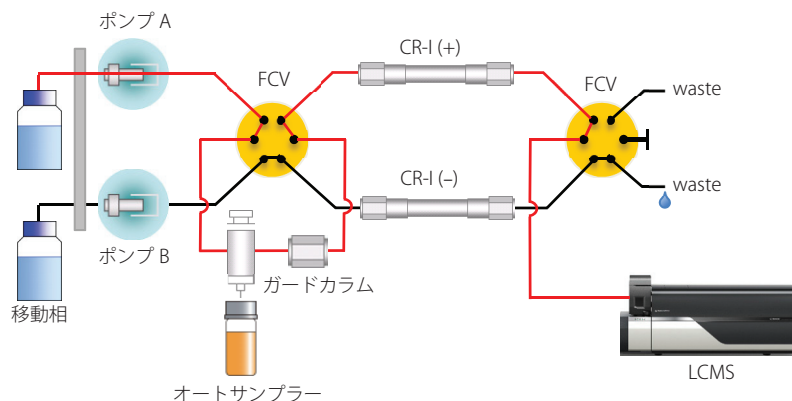 ポンプ A
FCV
CR-I (+)
FCV
waste
CR-I (−)
waste
ポンプ B
ガードカラム
移動相
オートサンプラー
LCMS